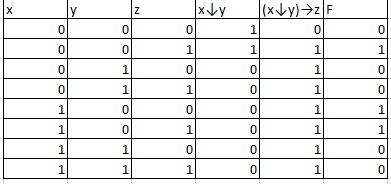 x y z x↓y (x↓y)→z F
0 0 0 1 0 0
0 0 1 1 1 1
0 1 0 0 1 0
0 1 1 0 1 0
1 0 0 0 1 1
1 0 1 0 1 1
1 1 0 0 1 0
1 1 1 0 1 0